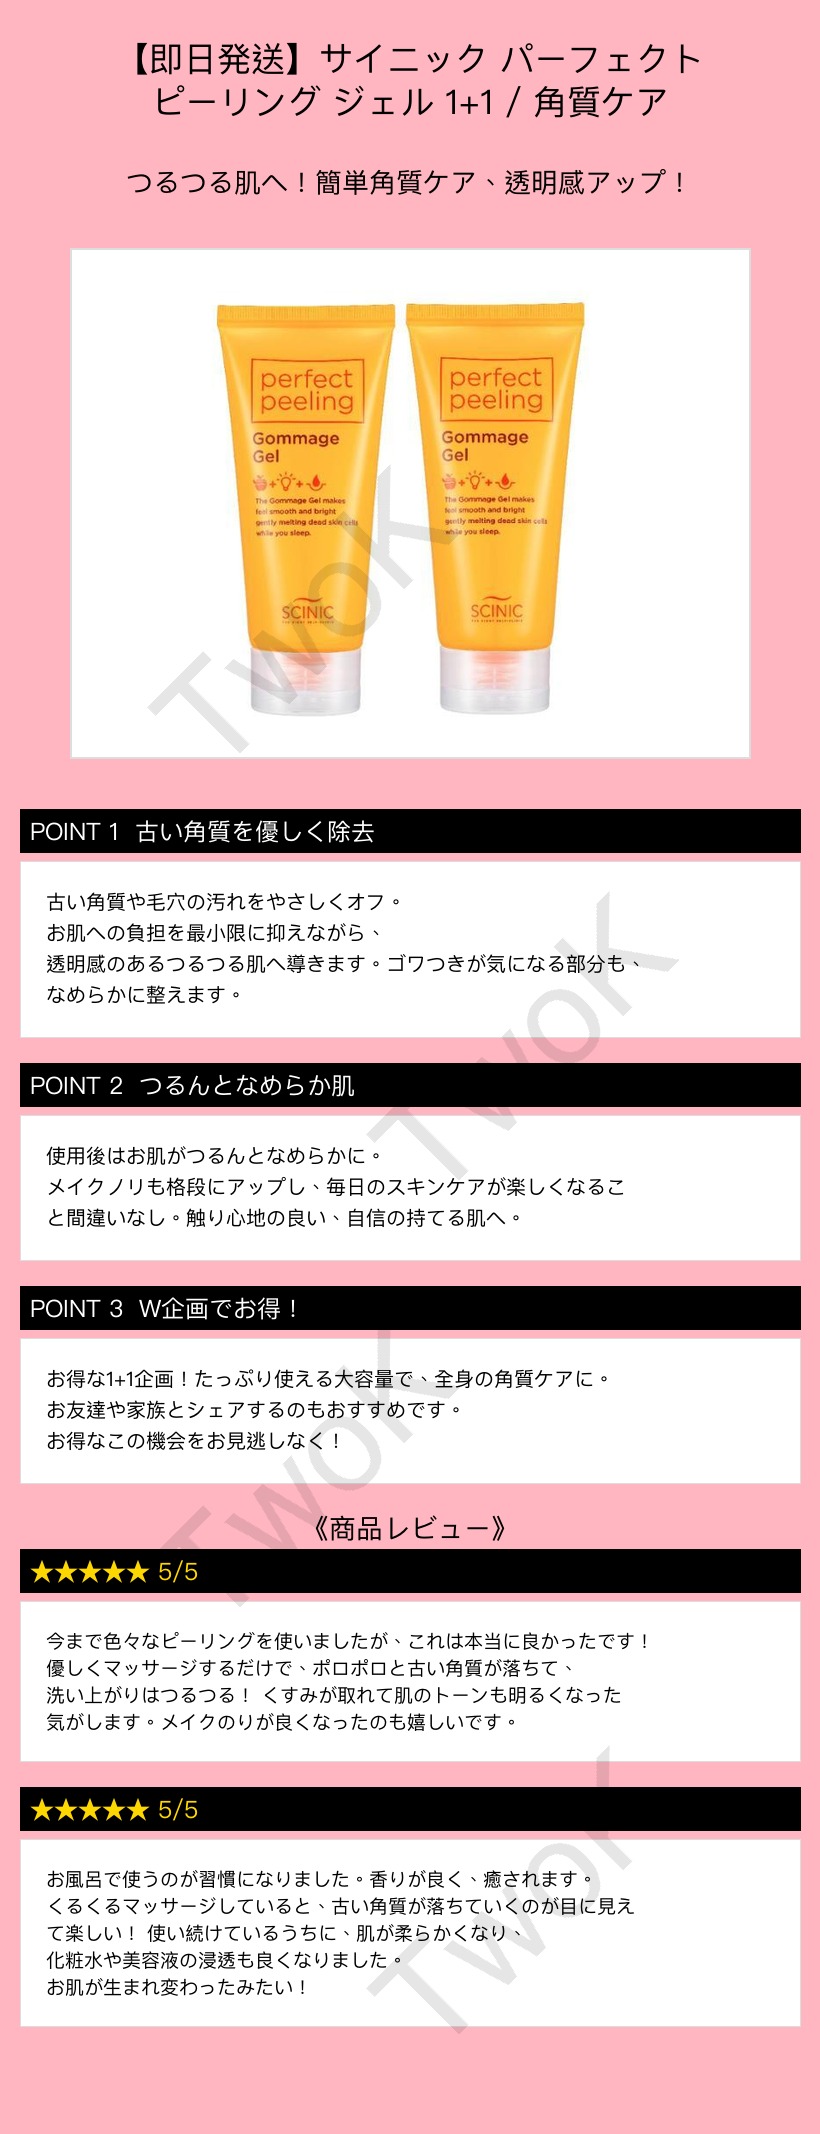 【即日発送】サイニック パーフェクト
ピーリング ジェル 1+1 / 角質ケア
つるつる肌へ！簡単角質ケア、透明感アップ！
perfect
peeling
Gommage
Gel
The Gommage Gel makes
feel smooth and bright
gently melting dead skin cells
while you sleep.
SCINIC
perfect
peeling
Gommage
Gel
The Gommage Gel makes
feel smooth and bright
gently melting dead skin cells
while you sleep.
SCINIC
TwoK
POINT 1 古い角質を優しく除去
古い角質や毛穴の汚れをやさしくオフ。
お肌への負担を最小限に抑えながら、
透明感のあるつるつる肌へ導きます。ゴワつきが気になる部分も、
なめらかに整えます。
TwoK
POINT 2 つるんとなめらか肌
使用後はお肌がつるんとなめらかに。
メイクノリも格段にアップし、毎日のスキンケアが楽しくなるこ
と間違いなし。触り心地の良い、自信の持てる肌へ。
POINT 3 W企画でお得！
お得な1+1企画！たっぷり使える大容量で、全身の角質ケアに。
お友達や家族とシェアするのもおすすめです。
お得なこの機会をお見逃しなく！
TwoK
《商品レビュー》
★★★★★ 5/5
今まで色々なピーリングを使いましたが、これは本当に良かったです！
優しくマッサージするだけで、ポロポロと古い角質が落ちて、
洗い上がりはつるつる！ くすみが取れて肌のトーンも明るくなった
気がします。メイクのりが良くなったのも嬉しいです。
★★★★★ 5/5
お風呂で使うのが習慣になりました。香りが良く、癒されます。
くるくるマッサージしていると、古い角質が落ちていくのが目に見え
て楽しい！ 使い続けているうちに、肌が柔らかくなり、
化粧水や美容液の浸透も良くなりました。
お肌が生まれ変わったみたい！
TwoK